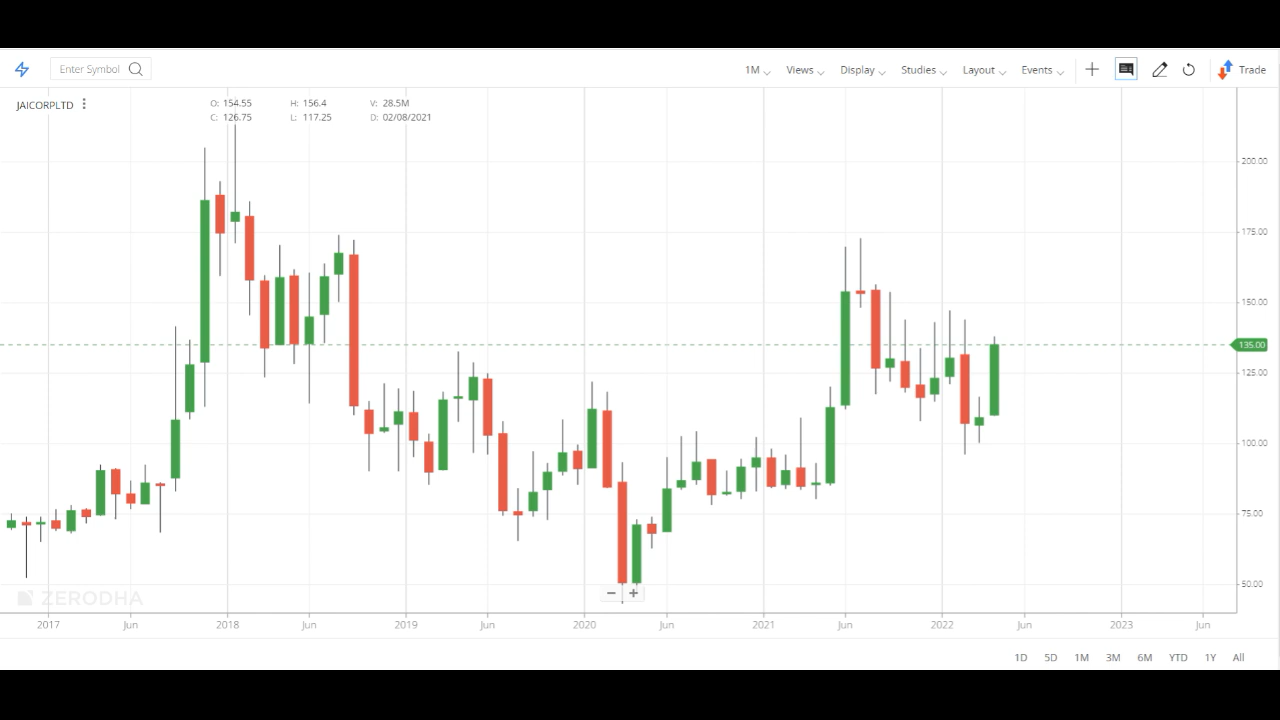 Enter Symbol 1M Views Display Studies Layout Events Trade
JAICORPLTD O: 154.55 H: 156.4 V: 28.5M
C: 126.75 L: 117.25 D: 02/08/2021
200.00
175.00
150.00
135.00
125.00
100.00
75.00
50.00
ZERODHA
2017 Jun 2018 Jun 2019 Jun 2020 Jun 2021 Jun 2022 Jun 2023 Jun
1D 5D 1M 3M 6M YTD 1Y All